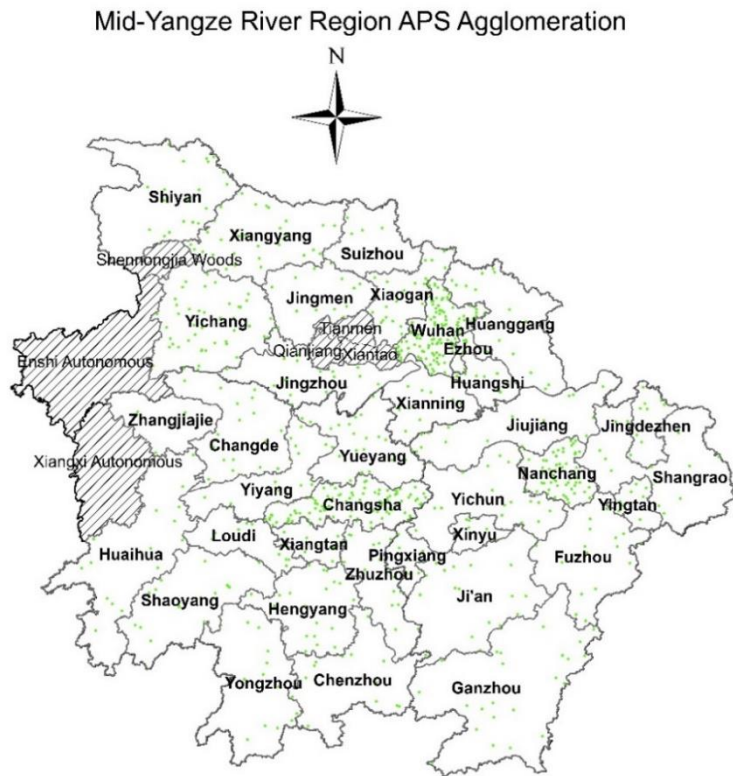 Mid-Yangze River Region APS Agglomeration
N
Shiyan
Xiangyang
Suizhou
Shennongjia Woods
Jingmen
Xiaogan
Yichang
Tianmen
Wuhan
Huanggang
Ezhou
Enshi Autonomous
Qianjiang
Xiantao
Jingzhou
Huangshi
Xianning
Zhangjiajie
Jiujiang
Jingdezhen
Changde
Yueyang
Xiangxi Autonomous
Nanchang
Shangrao
Yiyang
Changsha
Yichun
Yingtan
Loudi
Xiangtan
Xinyu
Huaihua
Pingxiang
Fuzhou
Zhuzhou
Shaoyang
Hengyang
Ji'an
Yongzhou
Chenzhou
Ganzhou